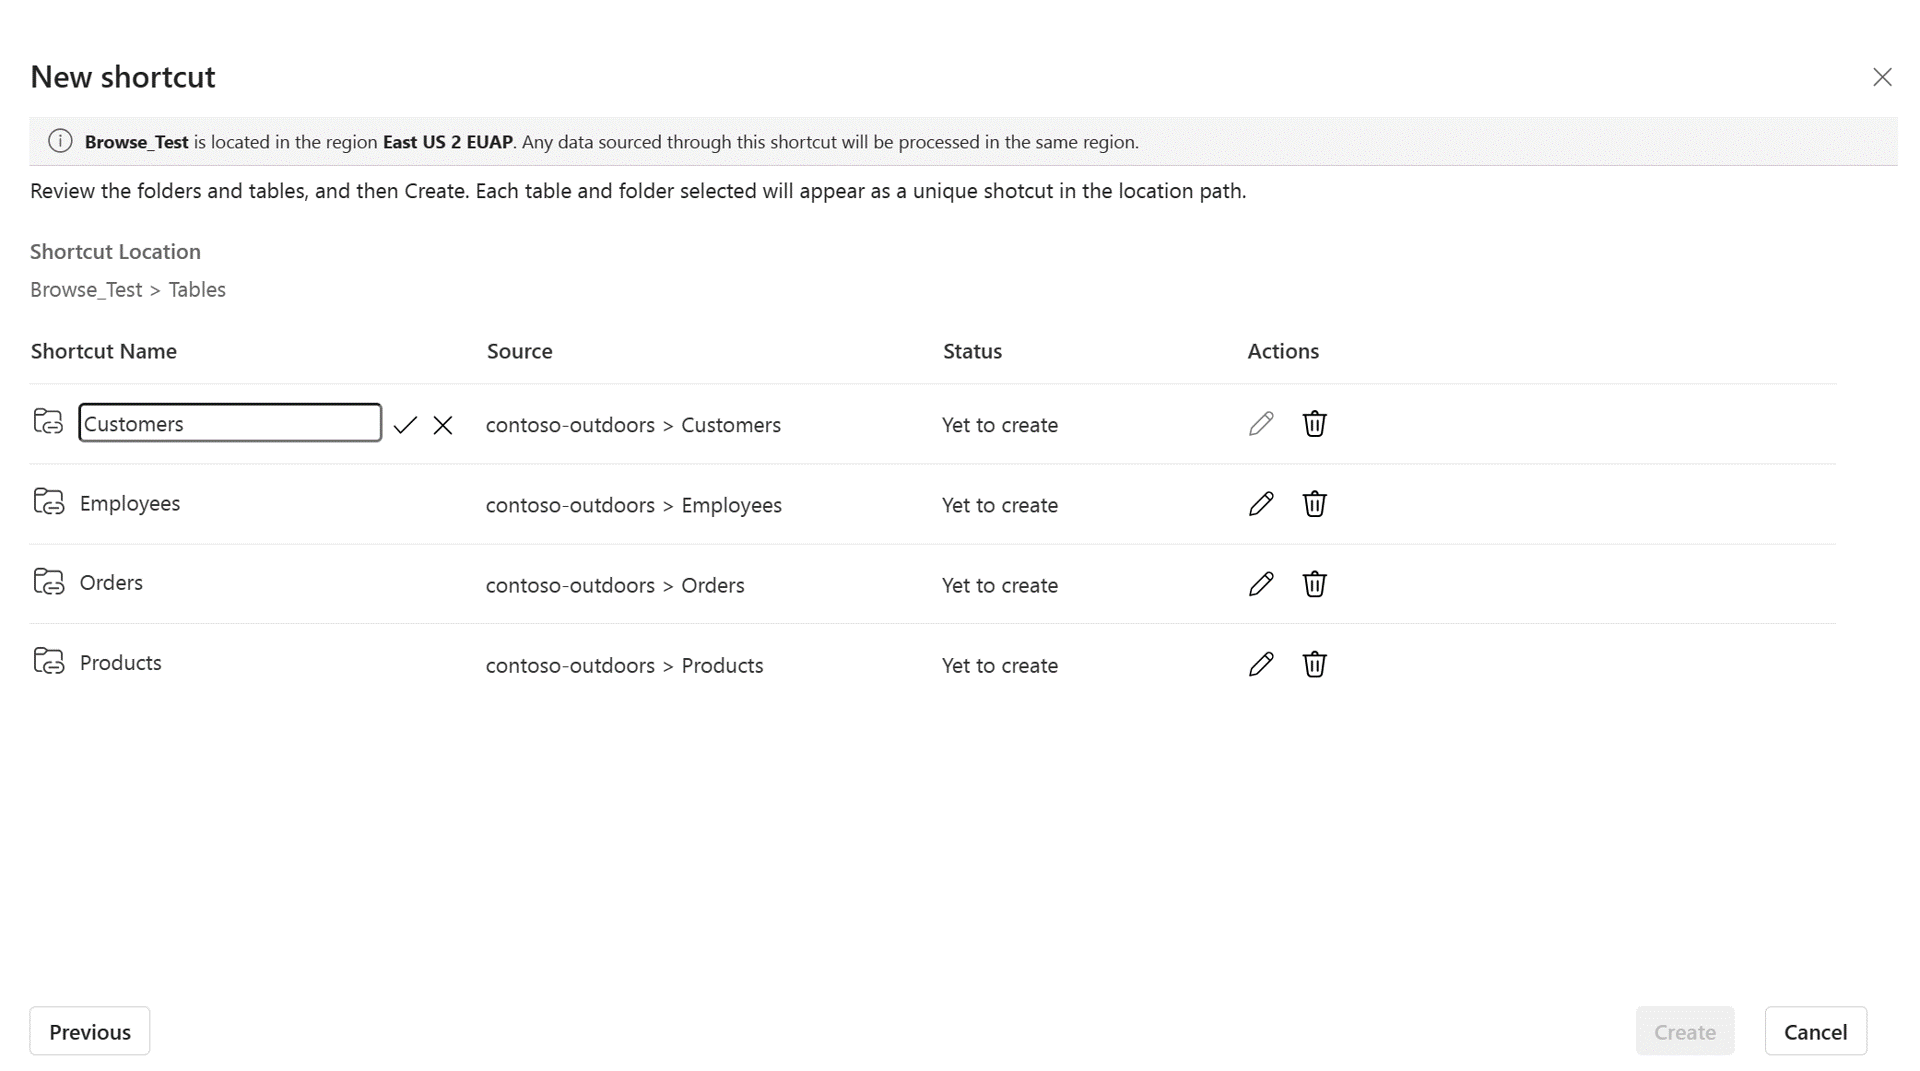 New shortcut
Browse_Test is located in the region East US 2 EUAP. Any data sourced through this shortcut will be processed in the same region.
Review the folders and tables, and then Create. Each table and folder selected will appear as a unique shotcut in the location path.
Shortcut Location
Browse_Test > Tables
Shortcut Name Source Status Actions
Customers contoso-outdoors > Customers Yet to create
Employees contoso-outdoors > Employees Yet to create
Orders contoso-outdoors > Orders Yet to create
Products contoso-outdoors > Products Yet to create
Previous Create Cancel